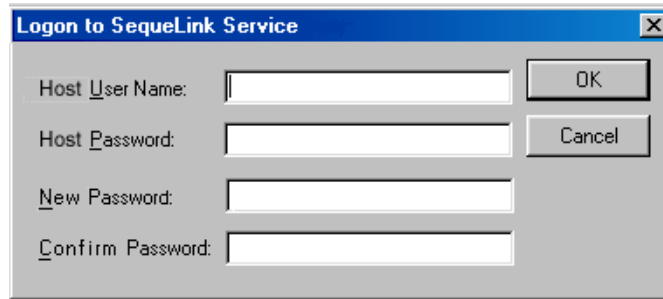 Logon to SequeLink Service
Host User Name:
OK
Host Password:
Cancel
New Password:
Confirm Password: